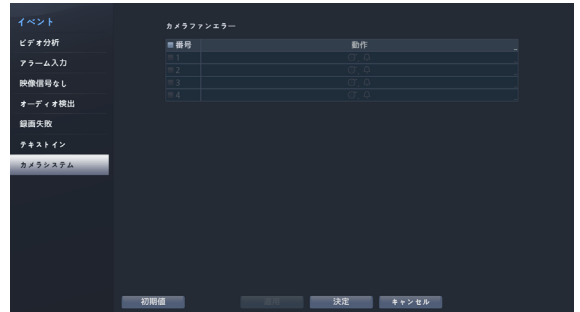 イベント
ビデオ分析
アラーム入力
映像信号なし
オーディオ検出
録画失敗
テキストイン
カメラシステム
カメラファンエラー
番号 動作
1
2
3
4
初期値 適用 決定 キャンセル